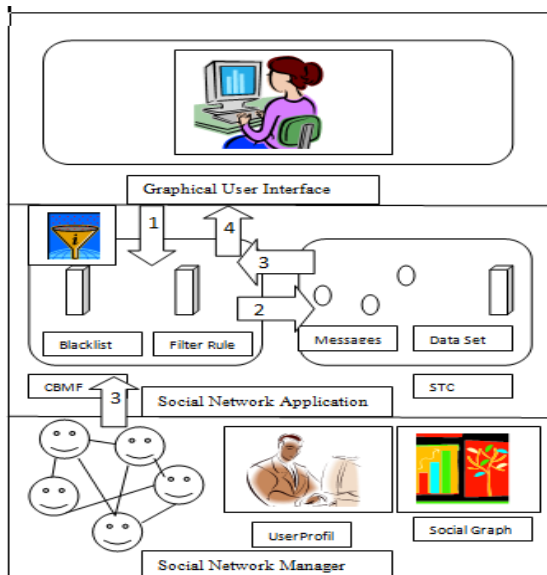 Graphical User Interface
1
4
3
2
Blacklist
Filter Rule
Messages
Data Set
CBMF
3
Social Network Application
STC
UserProfil
Social Graph
Social Network Manager